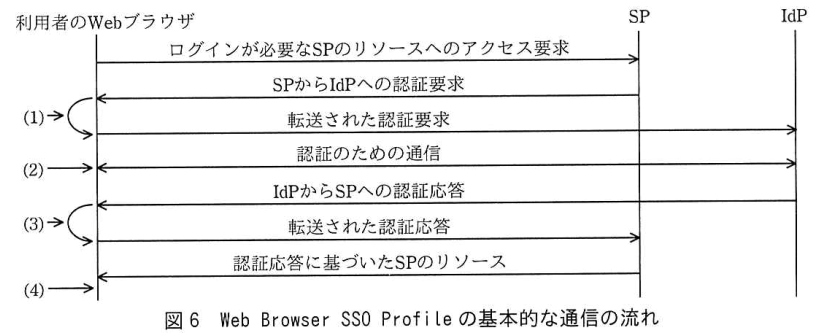 利用者のWebブラウザ
SP
IdP
ログインが必要なSPのリソースへのアクセス要求
SPからIdPへの認証要求
(1)
転送された認証要求
認証のための通信
(2)
IdPからSPへの認証応答
(3)
転送された認証応答
認証応答に基づいたSPのリソース
(4)
図6 Web Browser SSO Profileの基本的な通信の流れ